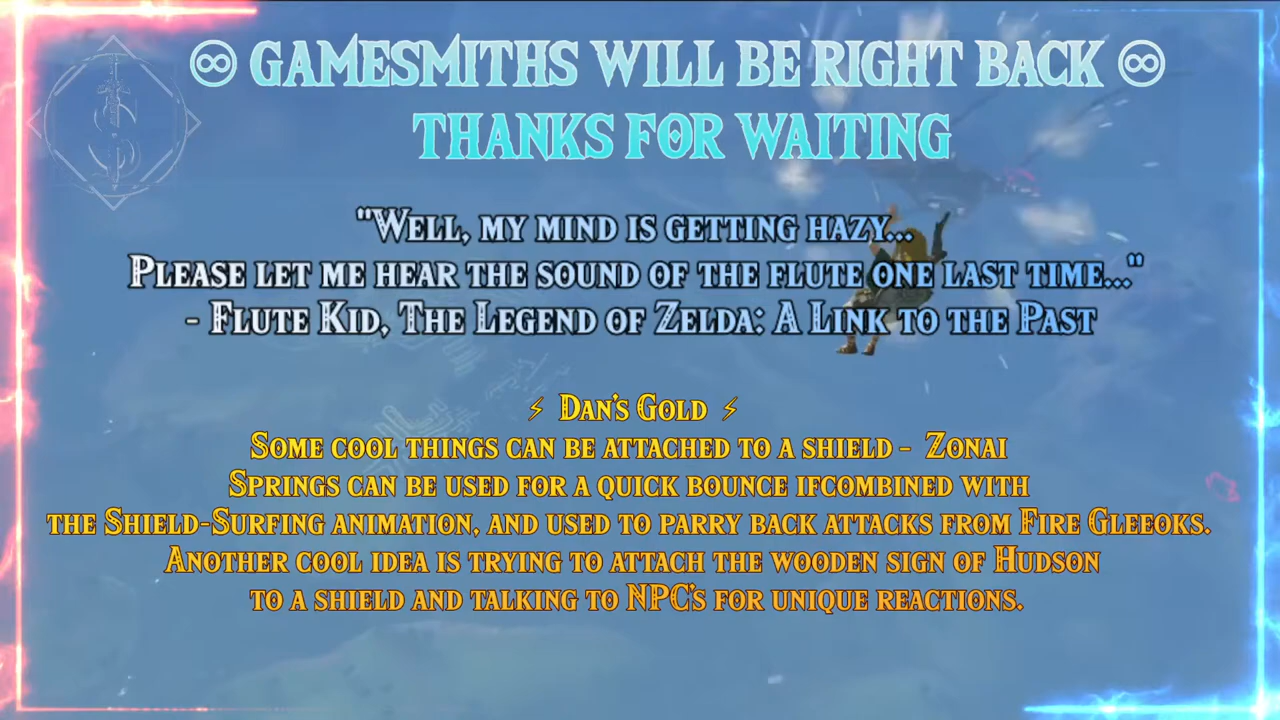 ♾ GAMESMITHS WILL BE RIGHT BACK ♾
THANKS FOR WAITING
"WELL, MY MIND IS GETTING HAZY...
PLEASE LET ME HEAR THE SOUND OF THE FLUTE ONE LAST TIME..."
- FLUTE KID, THE LEGEND OF ZELDA: A LINK TO THE PAST
⚡ DAN'S GOLD ⚡
SOME COOL THINGS CAN BE ATTACHED TO A SHIELD - ZONAI
SPRINGS CAN BE USED FOR A QUICK BOUNCE IFCOMBINED WITH
THE SHIELD-SURFING ANIMATION, AND USED TO PARRY BACK ATTACKS FROM FIRE GLEEOKS.
ANOTHER COOL IDEA IS TRYING TO ATTACH THE WOODEN SIGN OF HUDSON
TO A SHIELD AND TALKING TO NPC'S FOR UNIQUE REACTIONS.